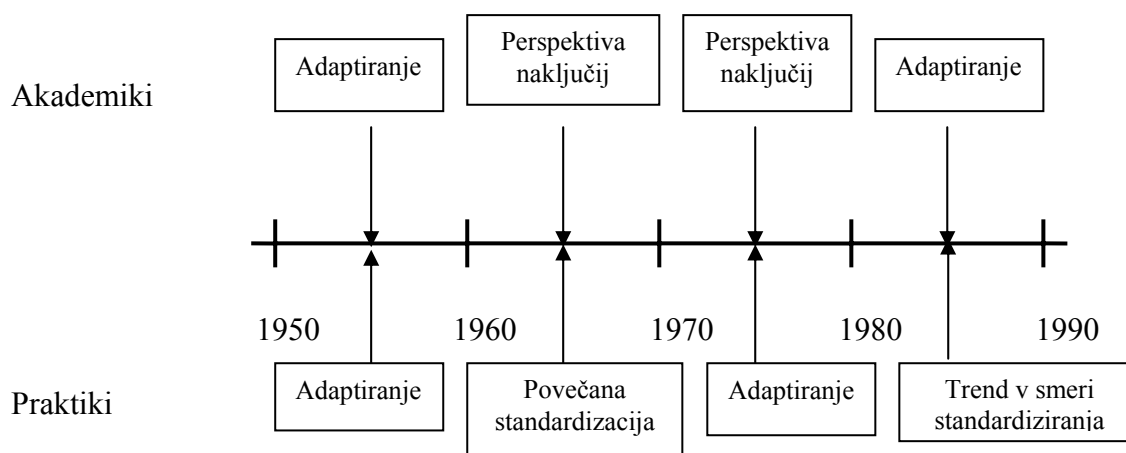 Adaptiranje
Perspektiva
naključij
Perspektiva
naključij
Adaptiranje
Akademiki
1950
1960
1970
1980
1990
Praktiki
Adaptiranje
Povečana
standardizacija
Adaptiranje
Trend v smeri
standardiziranja